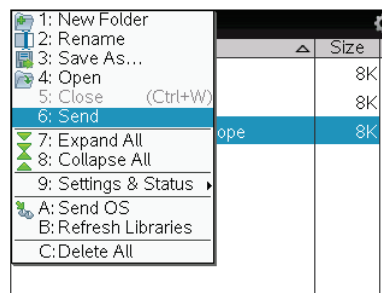 1: New Folder
2: Rename
3: Save As...
4: Open
5: Close (Ctrl+W)
6: Send
7: Expand All
8: Collapse All
9: Settings & Status
A: Send OS
B: Refresh Libraries
C: Delete All
Size
8K
8K
ope 8K